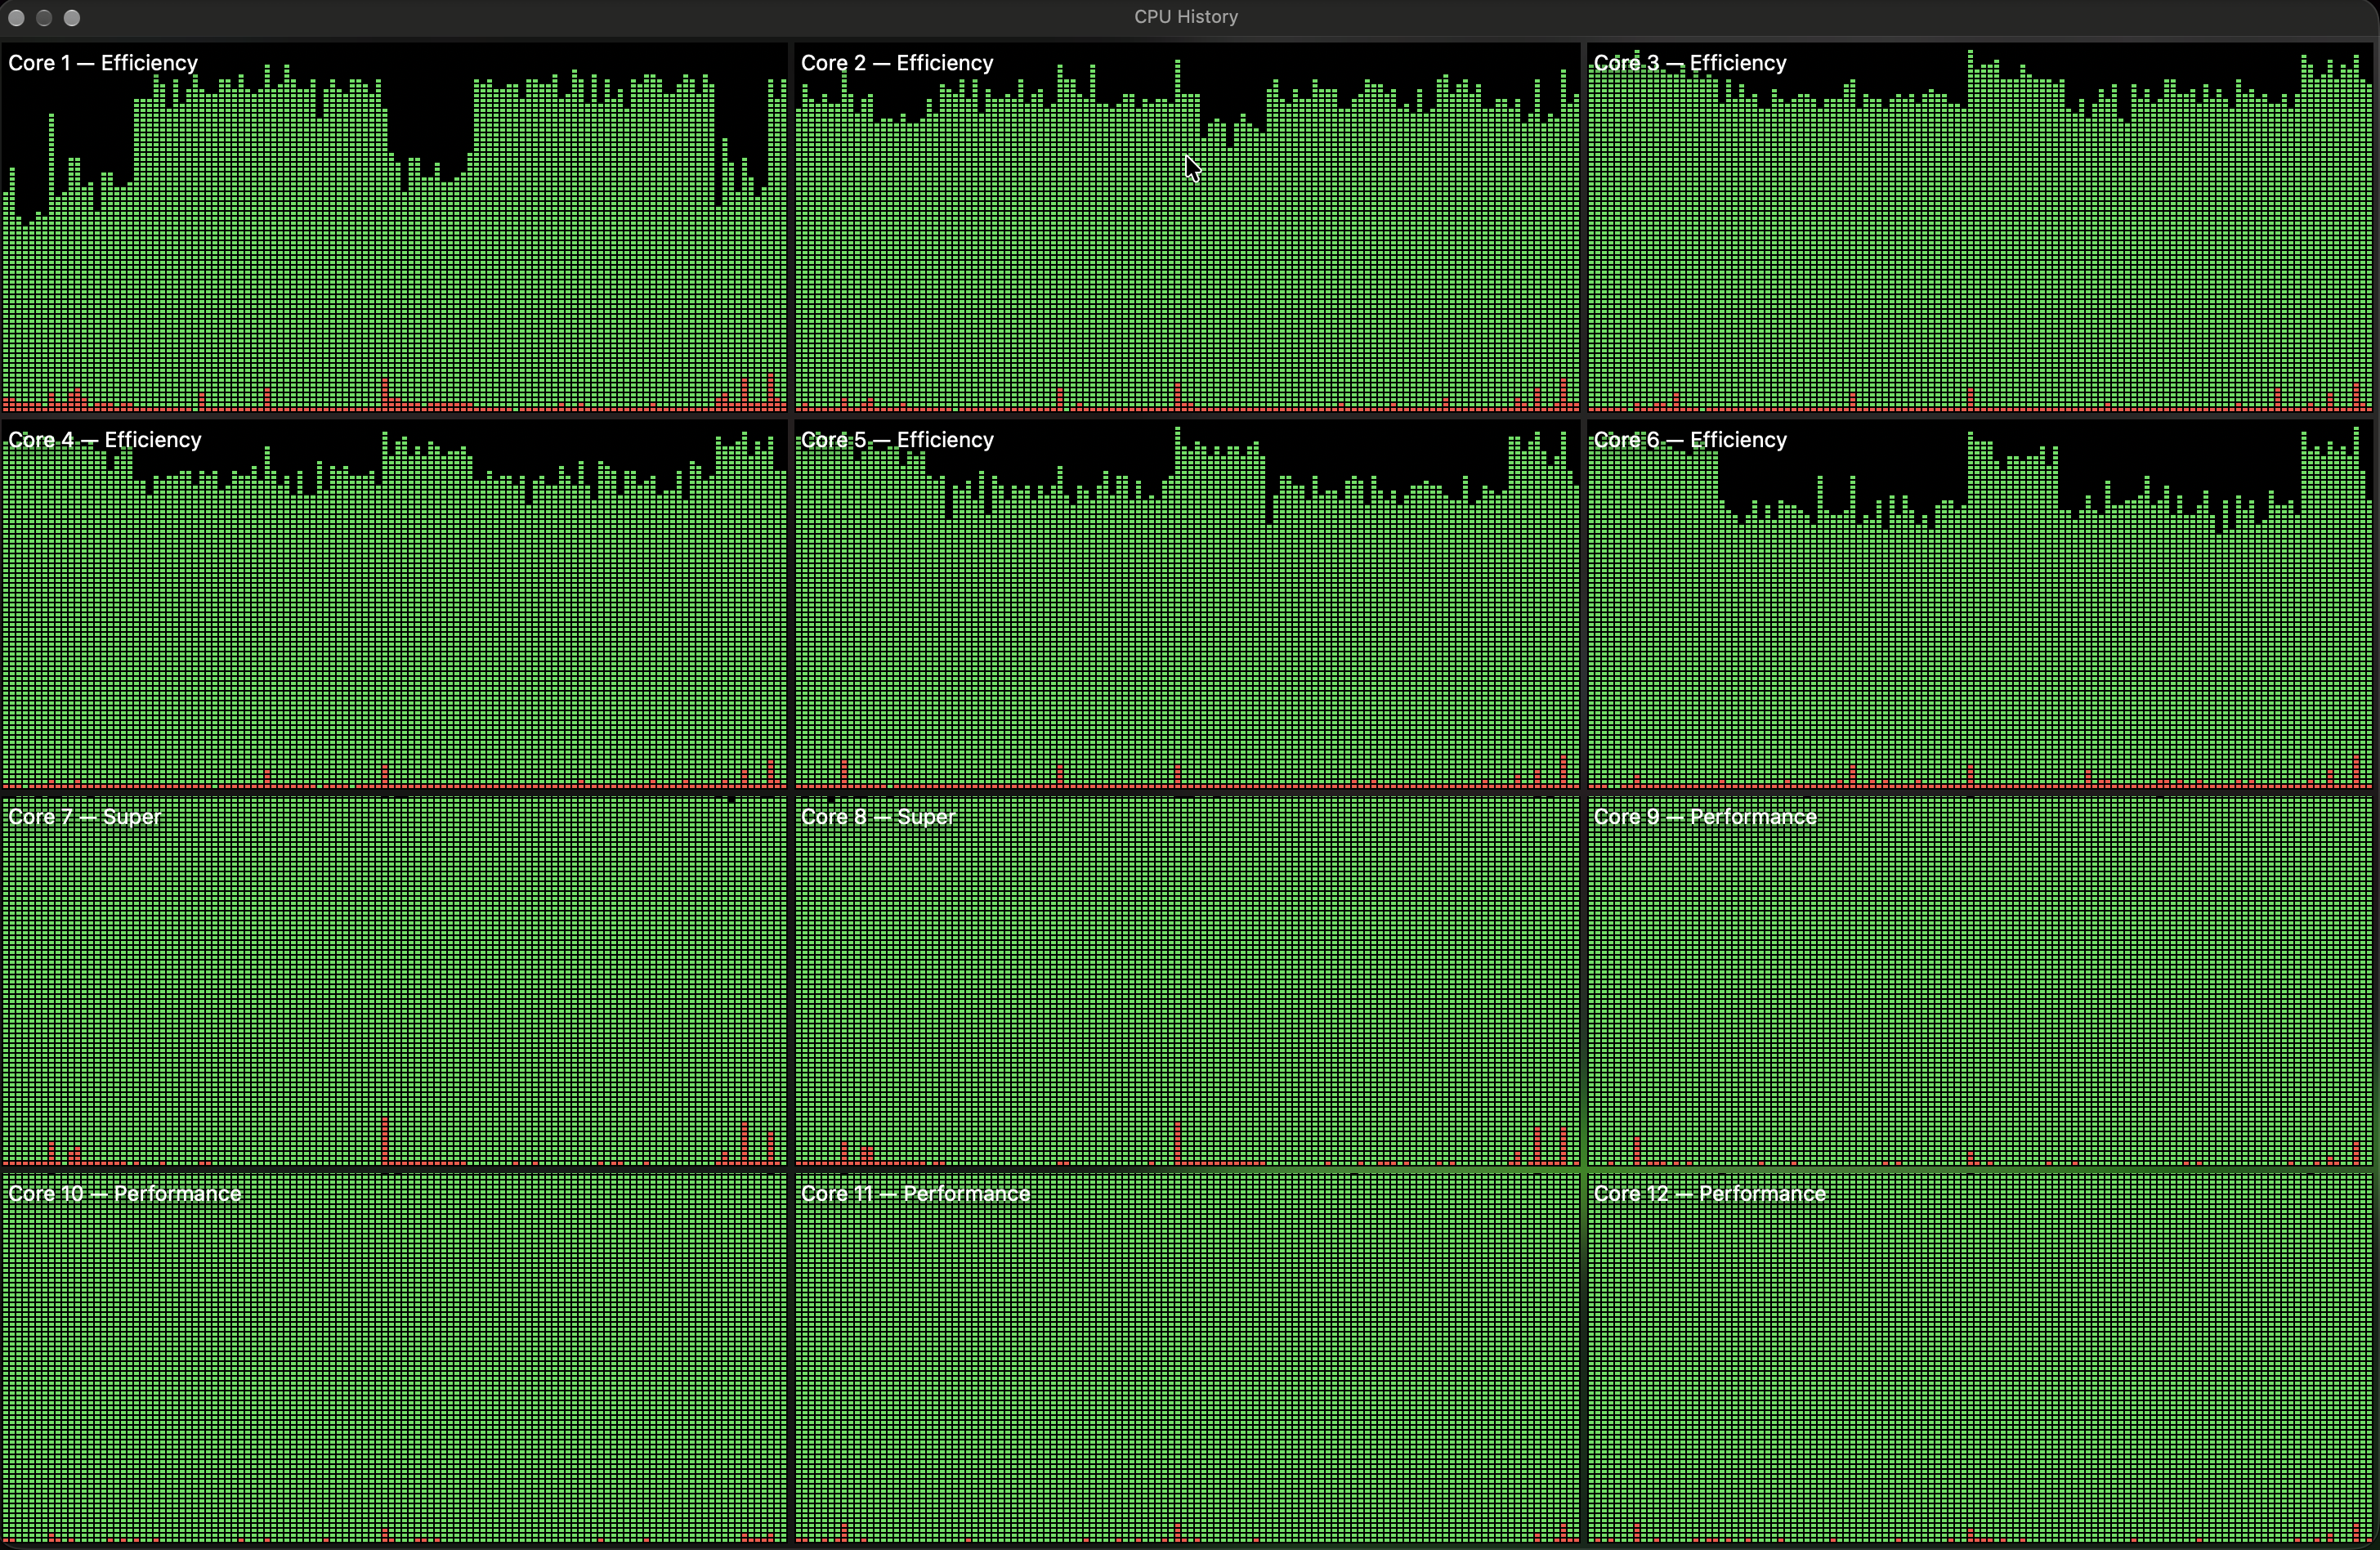 CPU History
Core 1 — Efficiency
Core 2 — Efficiency
Core 3 — Efficiency
Core 4 — Efficiency
Core 5 — Efficiency
Core 6 — Efficiency
Core 7 — Super
Core 8 — Super
Core 9 — Performance
Core 10 — Performance
Core 11 — Performance
Core 12 — Performance